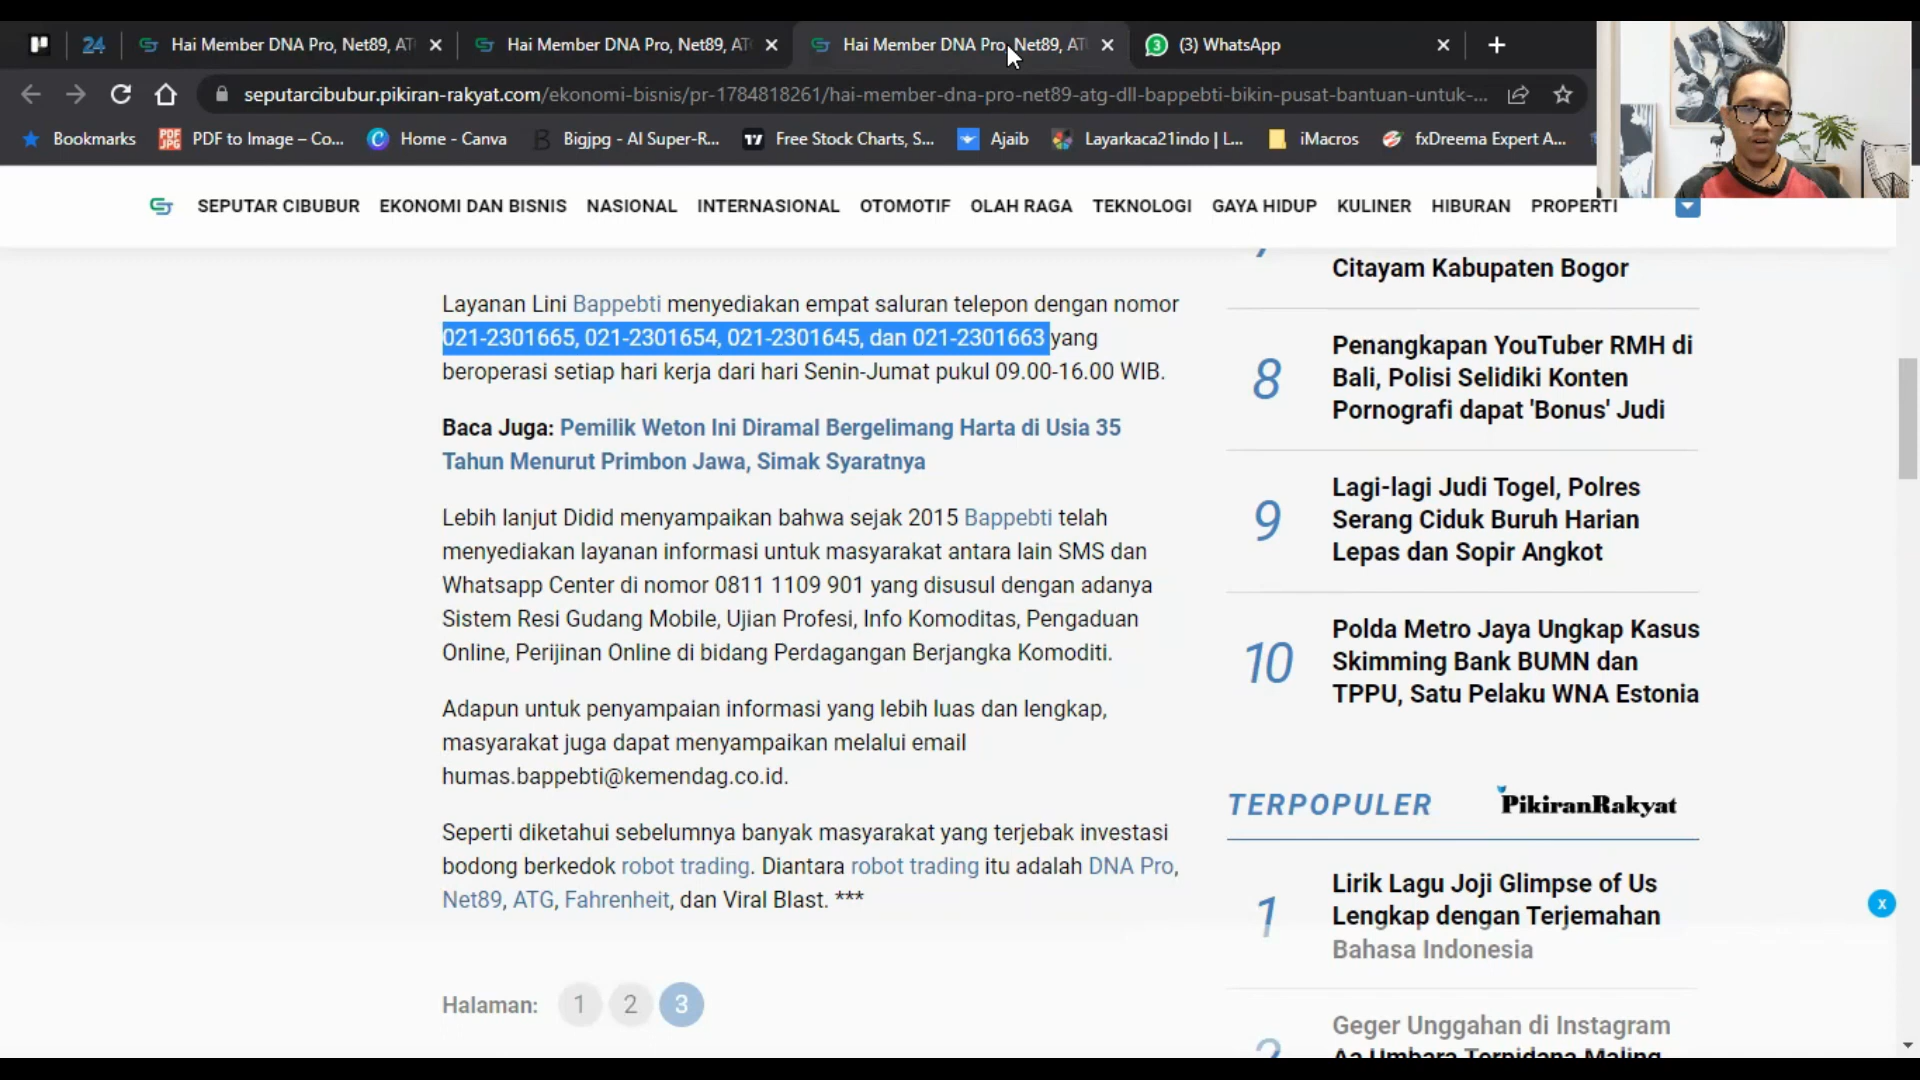 24
Hai Member DNA Pro, Net89, AT
Hai Member DNA Pro, Net89, AT
Hai Member DNA Pro, Net89, AT
3
(3) WhatsApp
seputarcibubur.pikiran-rakyat.com/ekonomi-bisnis/pr-1784818261/hai-member-dna-pro-net89-atg-dll-bappebti-bikin-pusat-bantuan-untuk-...
Bookmarks
PDF to Image – Co...
Home - Canva
Bigjpg - AI Super-R...
Free Stock Charts, S...
Ajaib
Layarkaca21indo | L...
iMacros
fxDreema Expert A...
SEPUTAR CIBUBUR EKONOMI DAN BISNIS NASIONAL INTERNASIONAL OTOMOTIF OLAH RAGA TEKNOLOGI GAYA HIDUP KULINER HIBURAN PROPERTI
Layanan Lini Bappebti menyediakan empat saluran telepon dengan nomor
021-2301665, 021-2301654, 021-2301645, dan 021-2301663 yang
beroperasi setiap hari kerja dari hari Senin-Jumat pukul 09.00-16.00 WIB.
Baca Juga: Pemilik Weton Ini Diramal Bergelimang Harta di Usia 35
Tahun Menurut Primbon Jawa, Simak Syaratnya
Lebih lanjut Didid menyampaikan bahwa sejak 2015 Bappebti telah
menyediakan layanan informasi untuk masyarakat antara lain SMS dan
Whatsapp Center di nomor 0811 1109 901 yang disusul dengan adanya
Sistem Resi Gudang Mobile, Ujian Profesi, Info Komoditas, Pengaduan
Online, Perijinan Online di bidang Perdagangan Berjangka Komoditi.
Adapun untuk penyampaian informasi yang lebih luas dan lengkap,
masyarakat juga dapat menyampaikan melalui email
humas.bappebti@kemendag.co.id.
Seperti diketahui sebelumnya banyak masyarakat yang terjebak investasi
bodong berkedok robot trading. Diantara robot trading itu adalah DNA Pro,
Net89, ATG, Fahrenheit, dan Viral Blast. ***
Halaman: 1 2 3
Citayam Kabupaten Bogor
8
Penangkapan YouTuber RMH di
Bali, Polisi Selidiki Konten
Pornografi dapat 'Bonus' Judi
9
Lagi-lagi Judi Togel, Polres
Serang Ciduk Buruh Harian
Lepas dan Sopir Angkot
10
Polda Metro Jaya Ungkap Kasus
Skimming Bank BUMN dan
TPPU, Satu Pelaku WNA Estonia
TERPOPULER PikiranRakyat
1
Lirik Lagu Joji Glimpse of Us
Lengkap dengan Terjemahan
Bahasa Indonesia
x
2
Geger Unggahan di Instagram
Aa Umbara Terpidana Maling